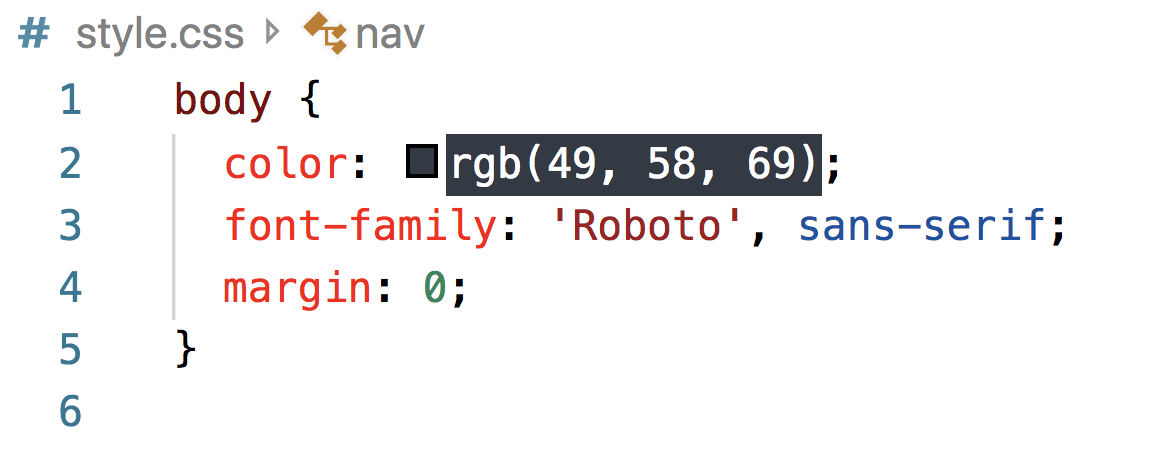 # style.css nav
1 body {
2 color: rgb(49, 58, 69);
3 font-family: 'Roboto', sans-serif;
4 margin: 0;
5 }
6